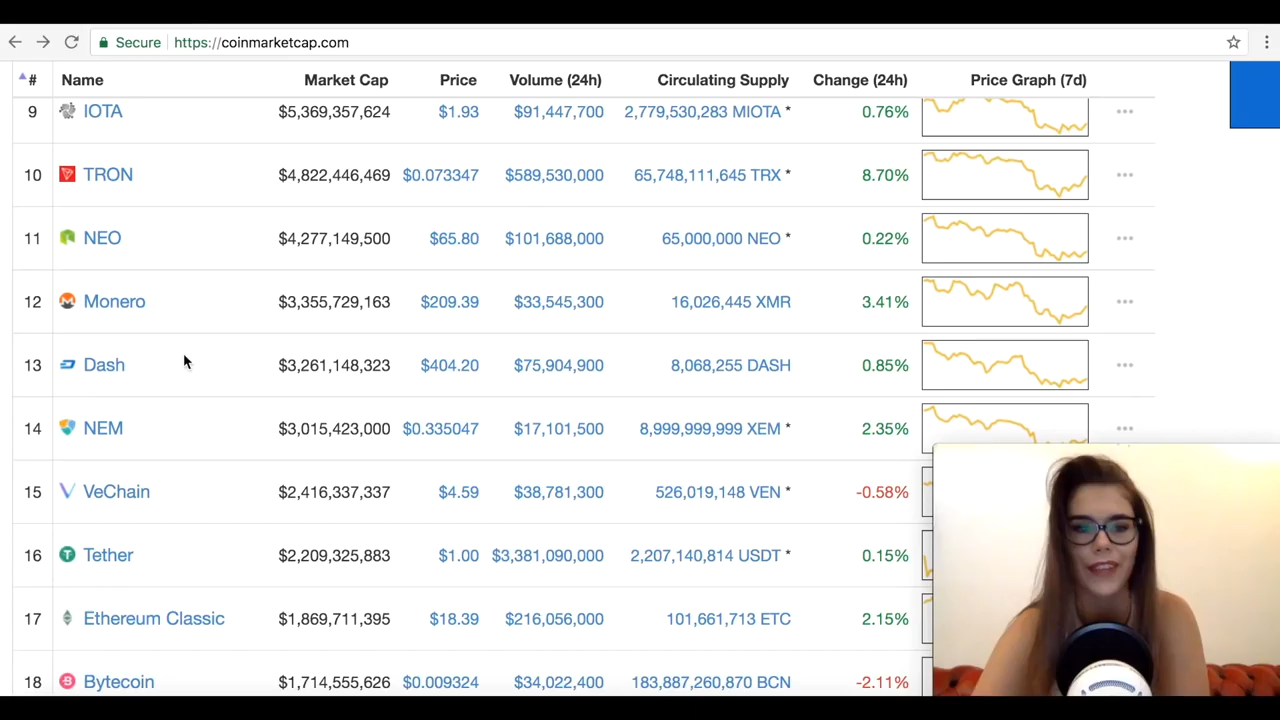 Secure https://coinmarketcap.com
# Name Market Cap Price Volume (24h) Circulating Supply Change (24h) Price Graph (7d)
9 IOTA $5,369,357,624 $1.93 $91,447,700 2,779,530,283 MIOTA * 0.76%
10 TRON $4,822,446,469 $0.073347 $589,530,000 65,748,111,645 TRX * 8.70%
11 NEO $4,277,149,500 $65.80 $101,688,000 65,000,000 NEO * 0.22%
12 Monero $3,355,729,163 $209.39 $33,545,300 16,026,445 XMR 3.41%
13 Dash $3,261,148,323 $404.20 $75,904,900 8,068,255 DASH 0.85%
14 NEM $3,015,423,000 $0.335047 $17,101,500 8,999,999,999 XEM * 2.35%
15 VeChain $2,416,337,337 $4.59 $38,781,300 526,019,148 VEN * -0.58%
16 Tether $2,209,325,883 $1.00 $3,381,090,000 2,207,140,814 USDT * 0.15%
17 Ethereum Classic $1,869,711,395 $18.39 $216,056,000 101,661,713 ETC 2.15%
18 Bytecoin $1,714,555,626 $0.009324 $34,022,400 183,887,260,870 BCN -2.11%